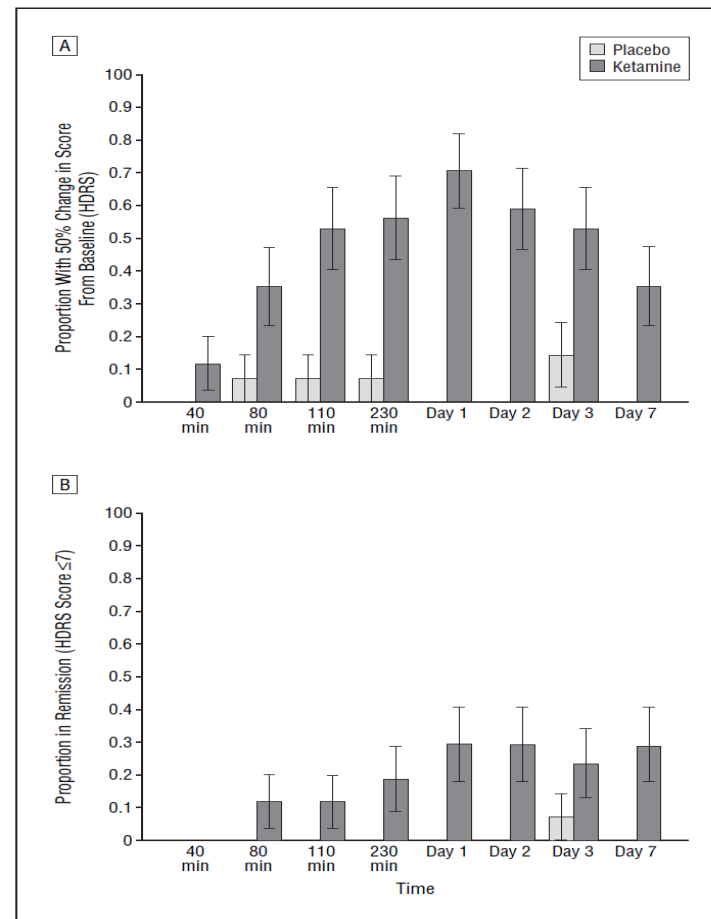 A
Placebo
Ketamine
Proportion With 50% Change in Score
From Baseline (HDRS)
100
0.9
0.8
0.7
0.6
0.5
0.4
0.3
0.2
0.1
0
40 min
80 min
110 min
230 min
Day 1
Day 2
Day 3
Day 7
B
Proportion in Remission (HDRS Score ≤7)
100
0.9
0.8
0.7
0.6
0.5
0.4
0.3
0.2
0.1
0
40 min
80 min
110 min
230 min
Day 1
Day 2
Day 3
Day 7
Time